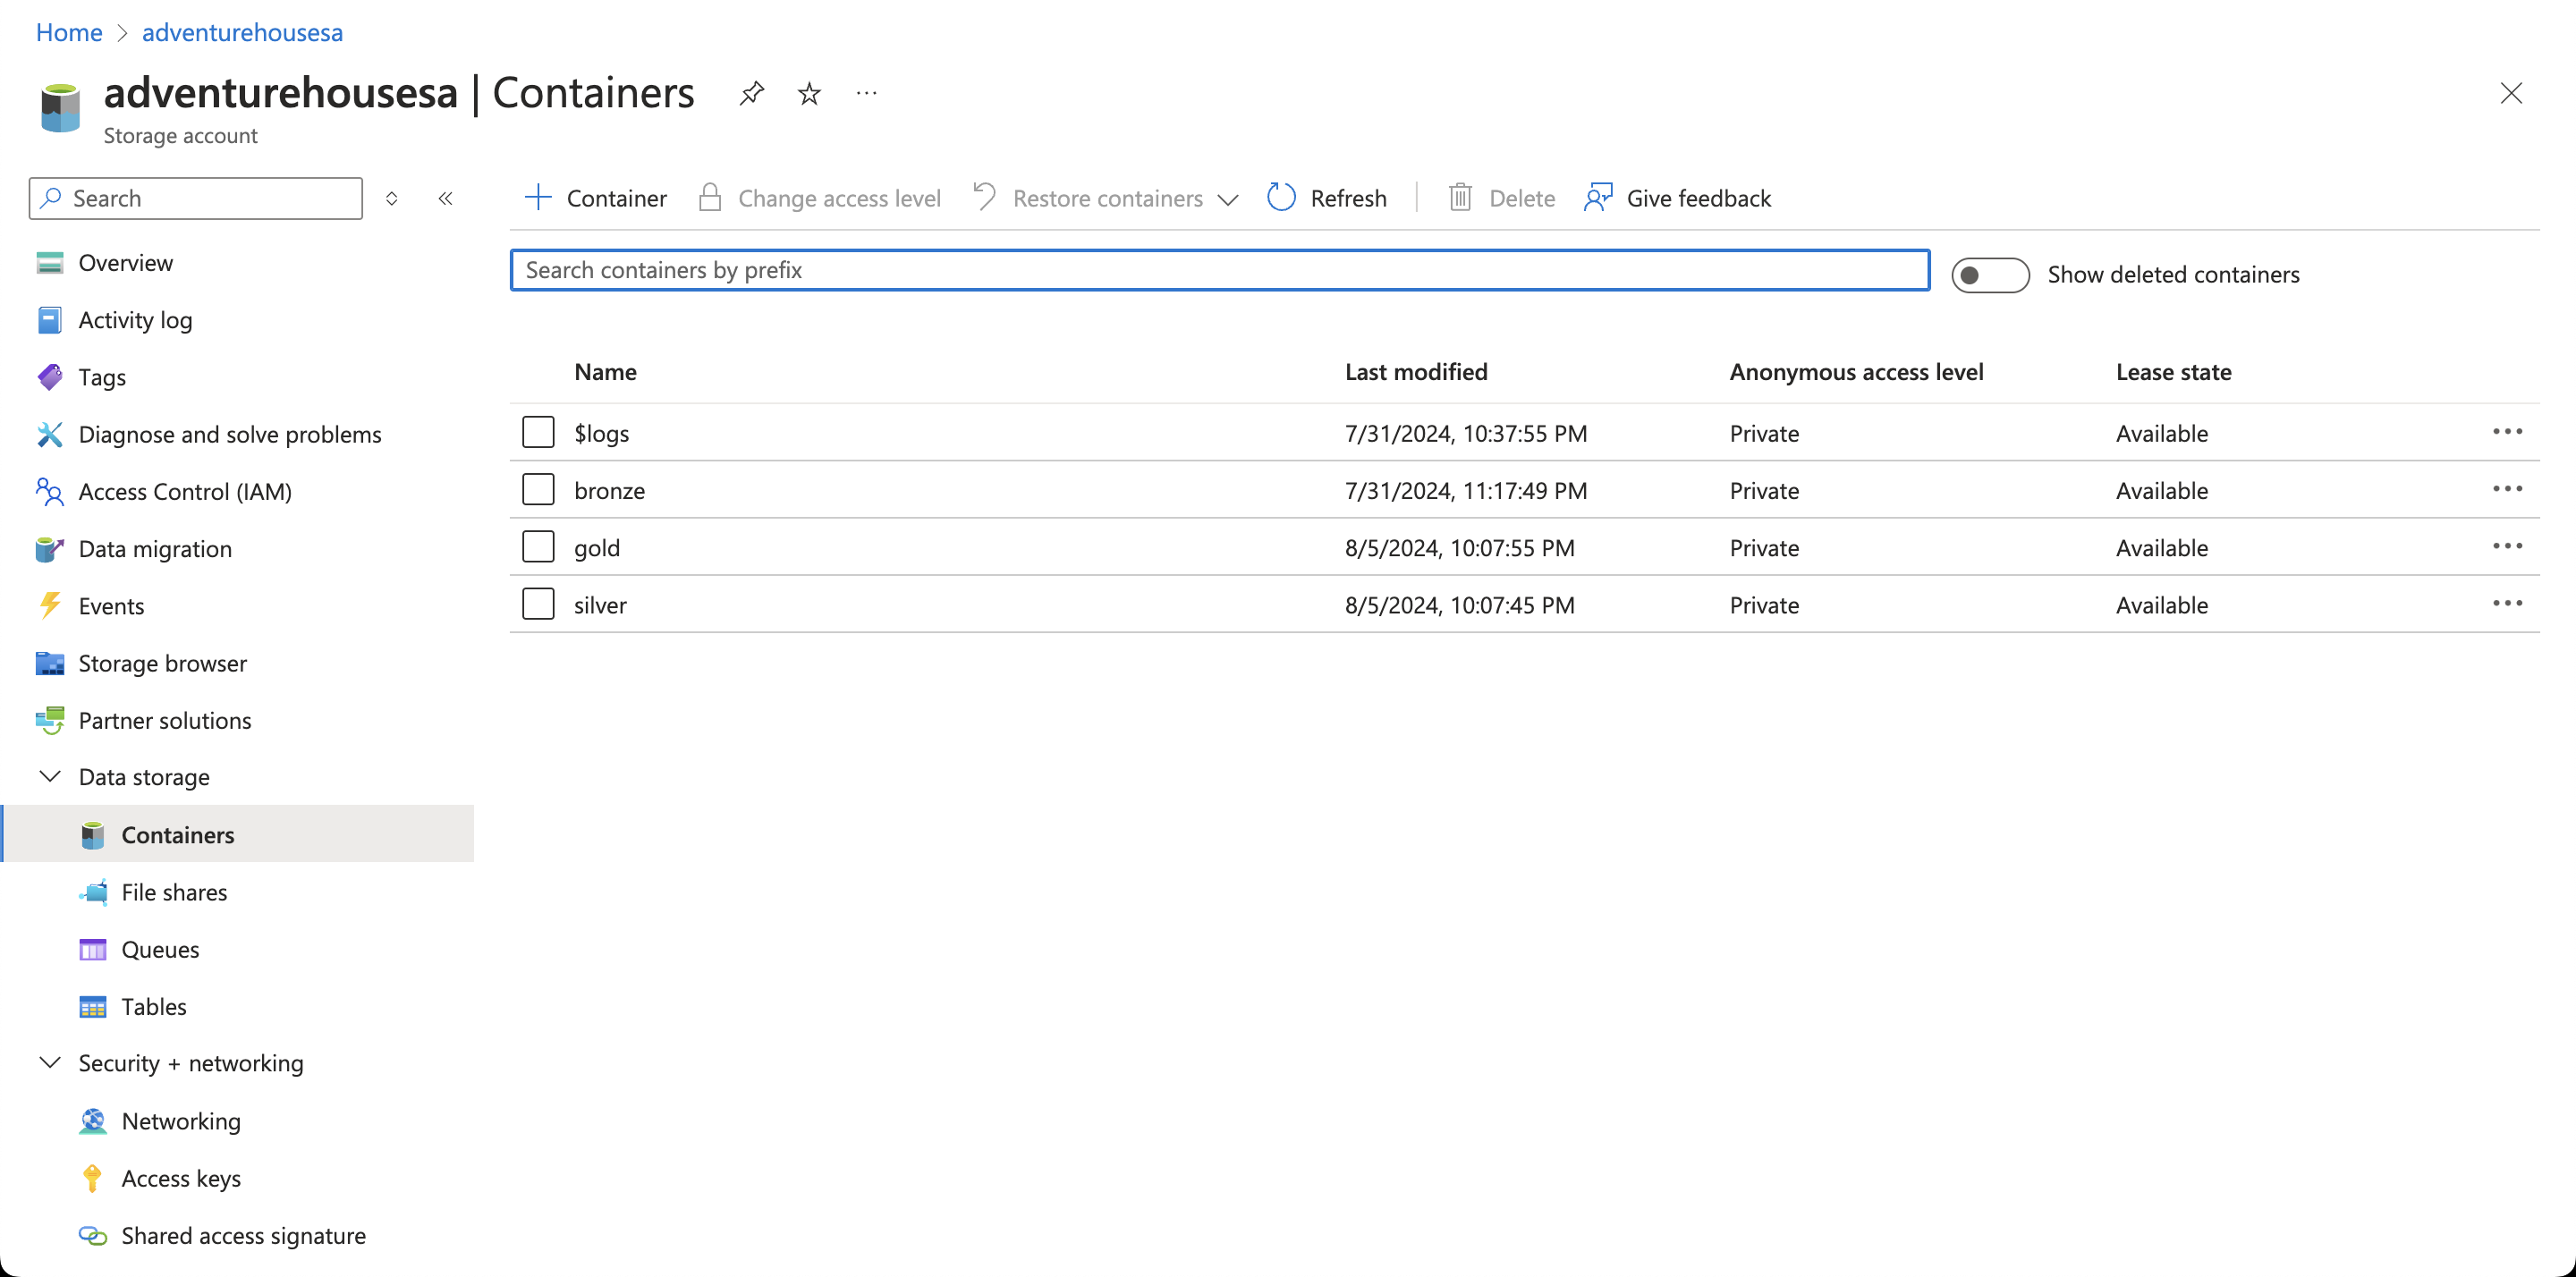 Home > adventurehousesa
adventurehousesa | Containers
Storage account
Search
Container Change access level Restore containers Refresh Delete Give feedback
Search containers by prefix
Show deleted containers
Overview
Activity log
Tags
Diagnose and solve problems
Access Control (IAM)
Data migration
Events
Storage browser
Partner solutions
Data storage
Containers
File shares
Queues
Tables
Security + networking
Networking
Access keys
Shared access signature
Name Last modified Anonymous access level Lease state
$logs 7/31/2024, 10:37:55 PM Private Available
bronze 7/31/2024, 11:17:49 PM Private Available
gold 8/5/2024, 10:07:55 PM Private Available
silver 8/5/2024, 10:07:45 PM Private Available